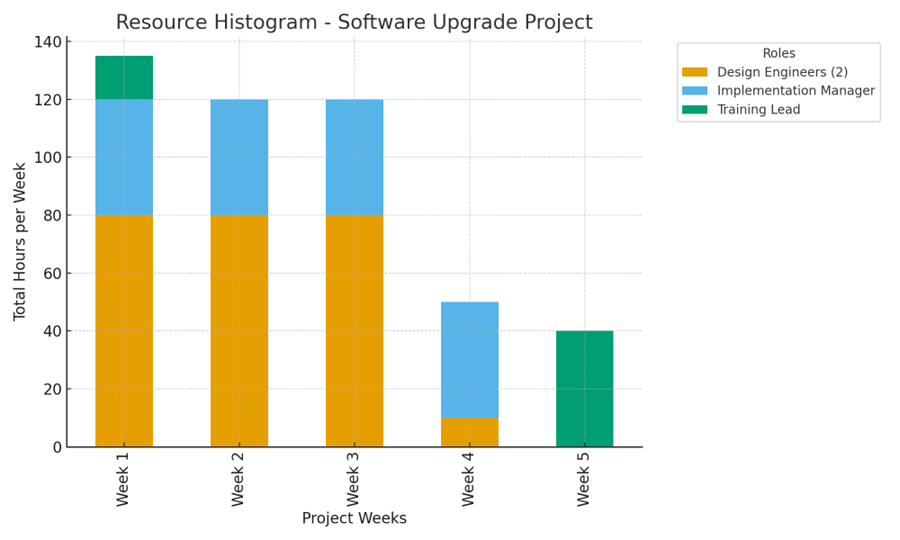 Resource Histogram - Software Upgrade Project
140
120
100
80
60
40
20
0
Total Hours per Week
Week 1
Week 2
Week 3
Week 4
Week 5
Project Weeks
Roles
Design Engineers (2)
Implementation Manager
Training Lead